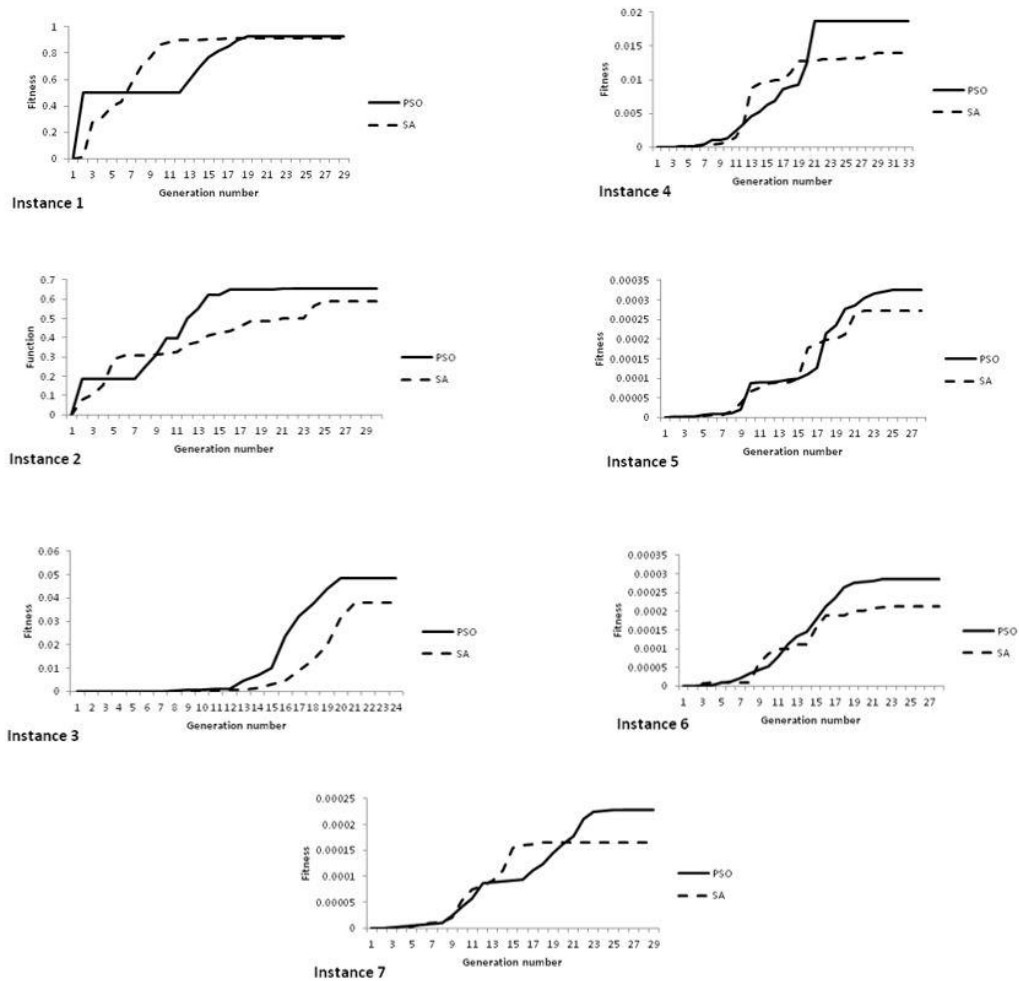 1
0.8
0.6
0.4
0.2
0
Fitness
1 3 5 7 9 11 13 15 17 19 21 23 25 27 29
Generation number
PSO
SA
Instance 1
0.02
0.015
0.01
0.005
0
Fitness
1 3 5 7 9 11 13 15 17 19 21 23 25 27 29 31 33
Generation number
PSO
SA
Instance 4
0.7
0.6
0.5
0.4
0.3
0.2
0.1
0
Function
1 3 5 7 9 11 13 15 17 19 21 23 25 27 29
Generation number
PSO
SA
Instance 2
0.00035
0.0003
0.00025
0.0002
0.00015
0.0001
0.00005
0
Fitness
1 3 5 7 9 11 13 15 17 19 21 23 25 27
Generation number
PSO
SA
Instance 5
0.06
0.05
0.04
0.03
0.02
0.01
0
Fitness
1 2 3 4 5 6 7 8 9 10 11 12 13 14 15 16 17 18 19 20 21 22 23 24
Generation number
PSO
SA
Instance 3
0.00035
0.0003
0.00025
0.0002
0.00015
0.0001
0.00005
0
Fitness
1 3 5 7 9 11 13 15 17 19 21 23 25 27
Generation number
PSO
SA
Instance 6
0.00025
0.0002
0.00015
0.0001
0.00005
0
Fitness
1 3 5 7 9 11 13 15 17 19 21 23 25 27 29
Generation number
PSO
SA
Instance 7